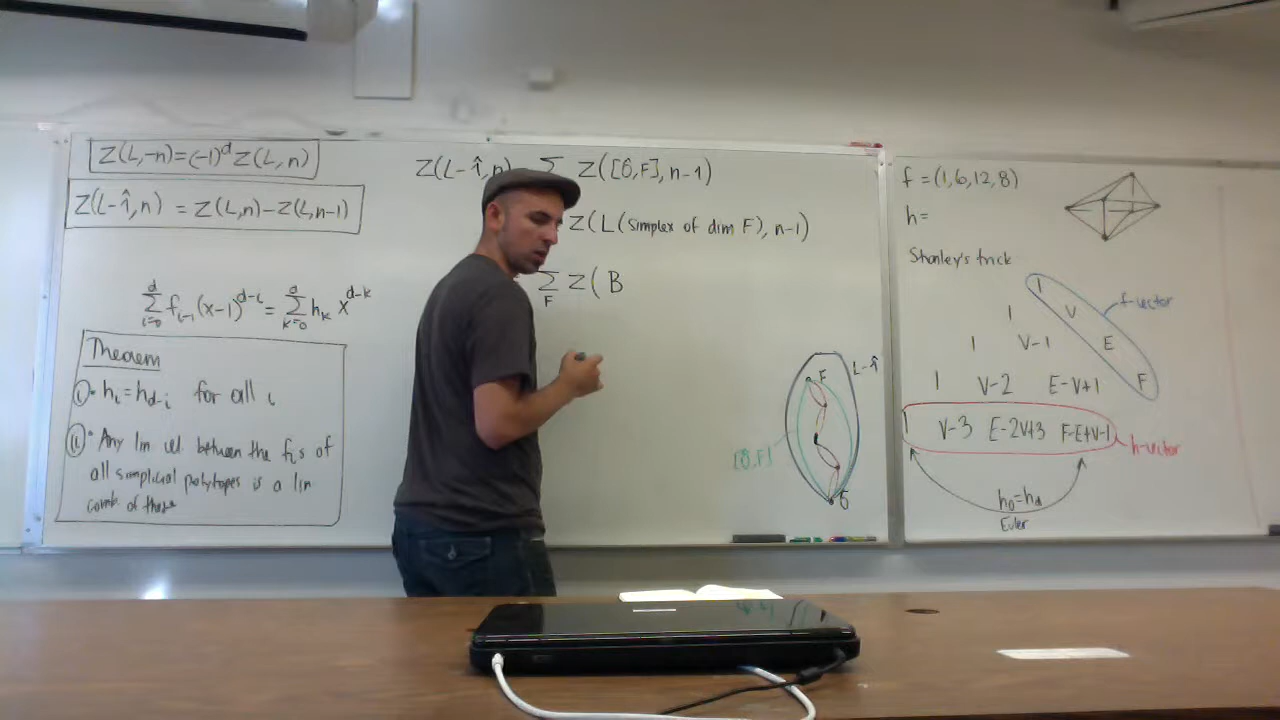 Z(L,-n)=(-1)^d Z(L,n)
Z(L-1̂,n) = Z(L,n)-Z(L,n-1)
∑_{i=0}^{d} f_{i-1}(x-1)^{d-i} = ∑_{k=0}^{d} h_k x^{d-k}
Theorem
(i) • h_i = h_{d-i} for all i
(ii) • Any lin rel between the f_i's of
all simplicial polytopes is a lin
comb of these
Z(L-1̂,n) ∑ Z([0̂,F],n-1)
Z(L(simplex of dim F),n-1)
∑_F Z(B
F
L-1̂
[0̂,F]
0̂
f=(1,6,12,8)
h=
Stanley's trick
1
1 V f-vector
1 V-1 E
1 V-2 E-V+1 F
1 V-3 E-2V+3 F-E+V-1 h-vector
h_0=h_d
Euler